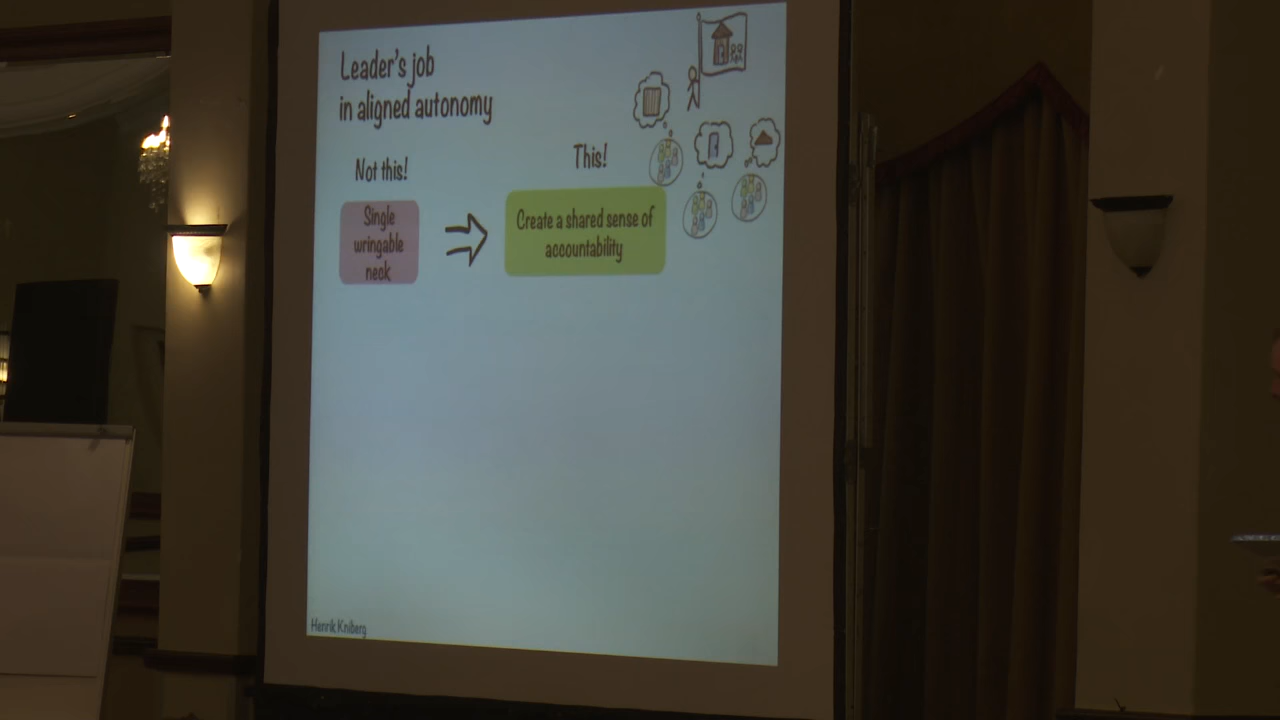 Leader's job
in aligned autonomy
Not this!
This!
Single
wringable
neck
Create a shared sense of
accountability
Henrik Kniberg